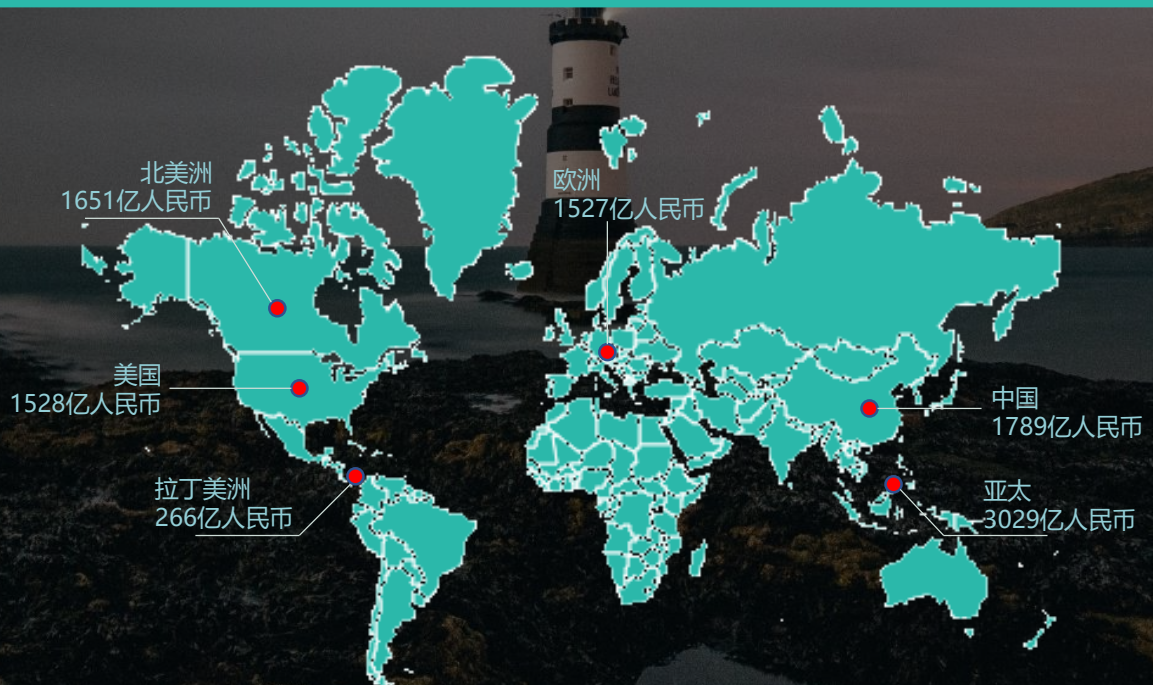 北美洲
1651亿人民币
欧洲
1527亿人民币
美国
1528亿人民币
中国
1789亿人民币
拉丁美洲
266亿人民币
亚太
3029亿人民币